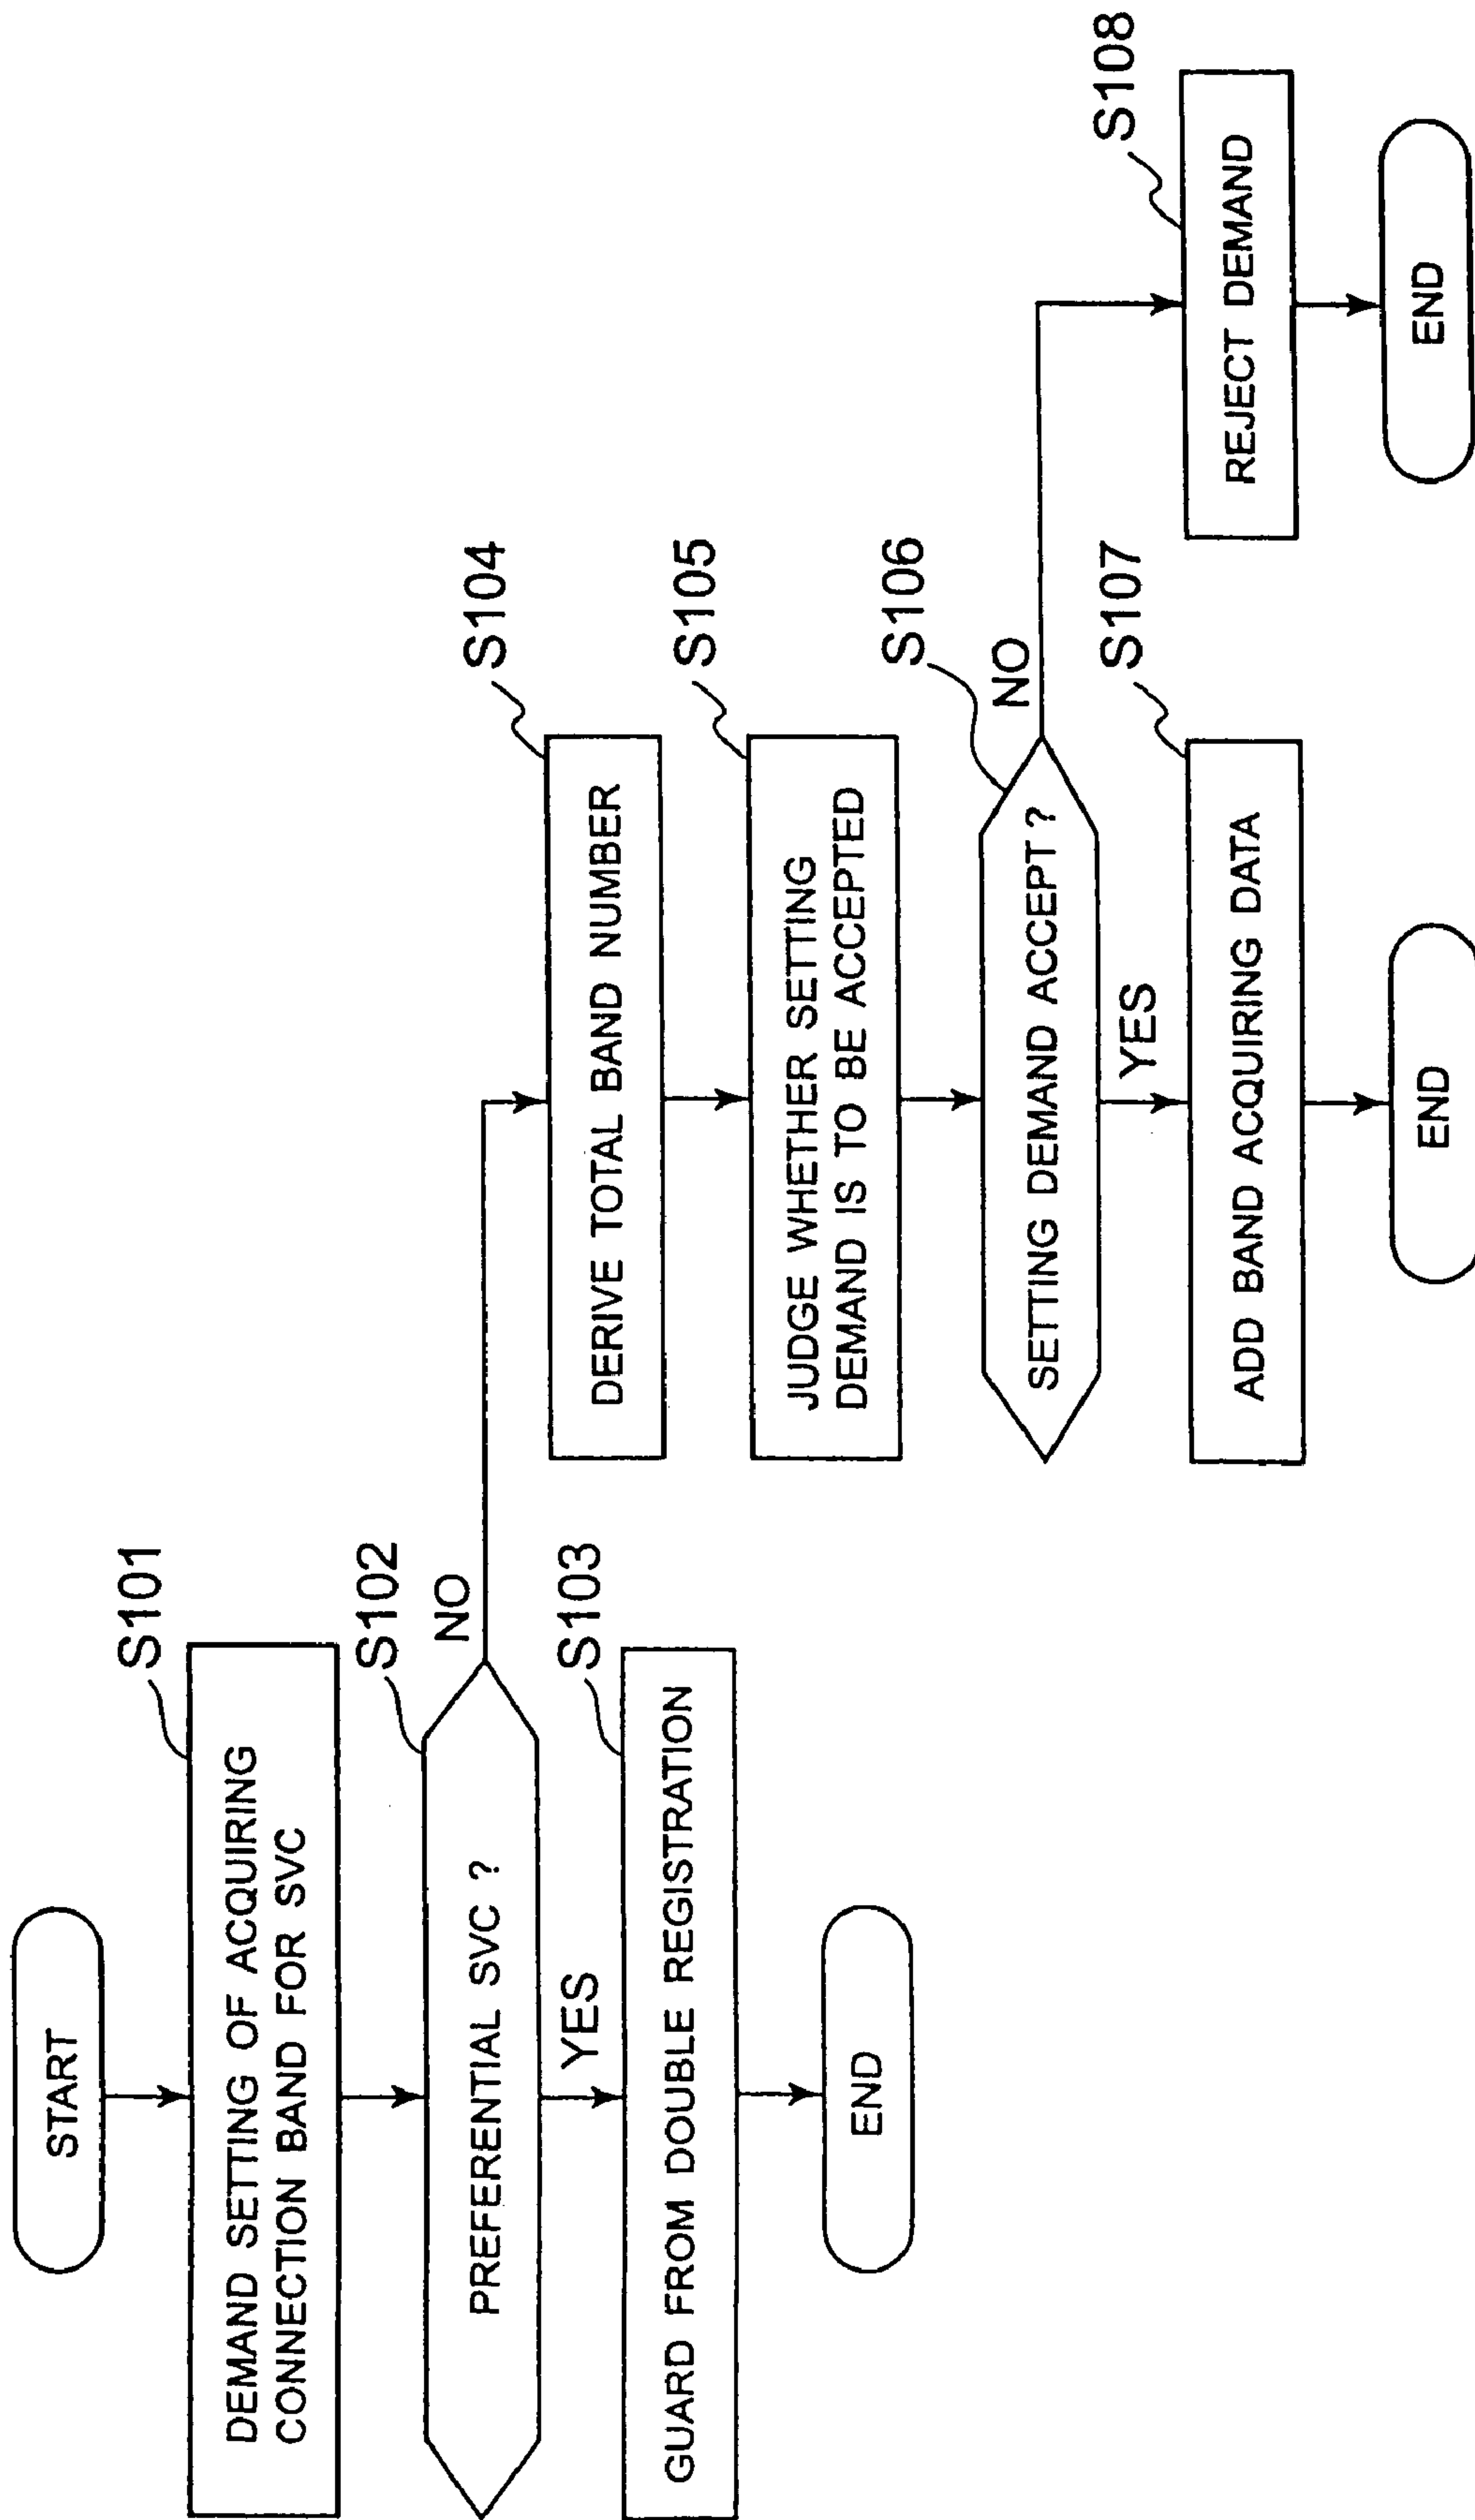 START
S101
DEMAND SETTING OF ACQUIRING
CONNECTION BAND FOR SVC
S102
PREFERENTIAL SVC ?
NO
YES
S103
GUARD FROM DOUBLE REGISTRATION
END
S104
DERIVE TOTAL BAND NUMBER
S105
JUDGE WHETHER SETTING
DEMAND IS TO BE ACCEPTED
S106
SETTING DEMAND ACCEPT ?
NO
YES
S107
ADD BAND ACQUIRING DATA
END
S108
REJECT DEMAND
END